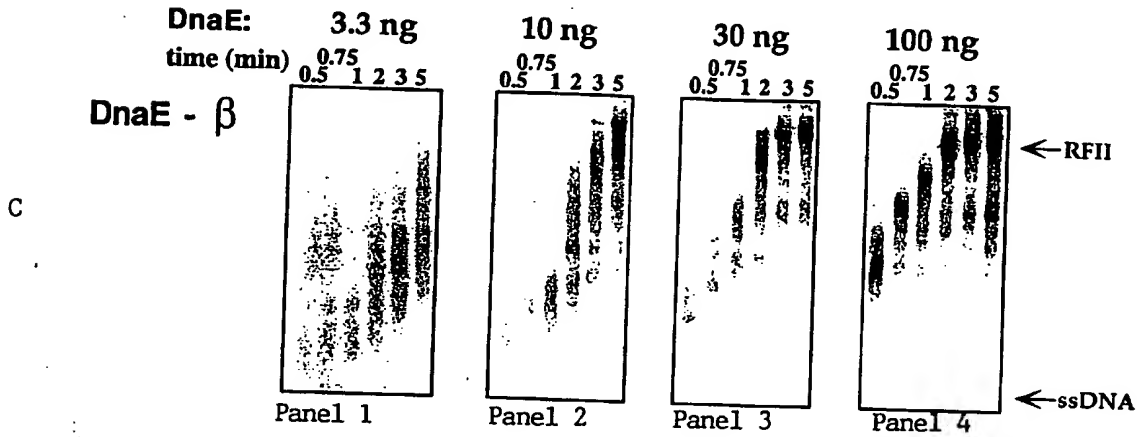 DnaE: 3.3 ng 10 ng 30 ng 100 ng
time (min) 0.5 0.75 1 2 3 5 0.5 0.75 1 2 3 5 0.5 0.75 1 2 3 5 0.5 0.75 1 2 3 5
DnaE - β
←RFII
C
←ssDNA
Panel 1 Panel 2 Panel 3 Panel 4